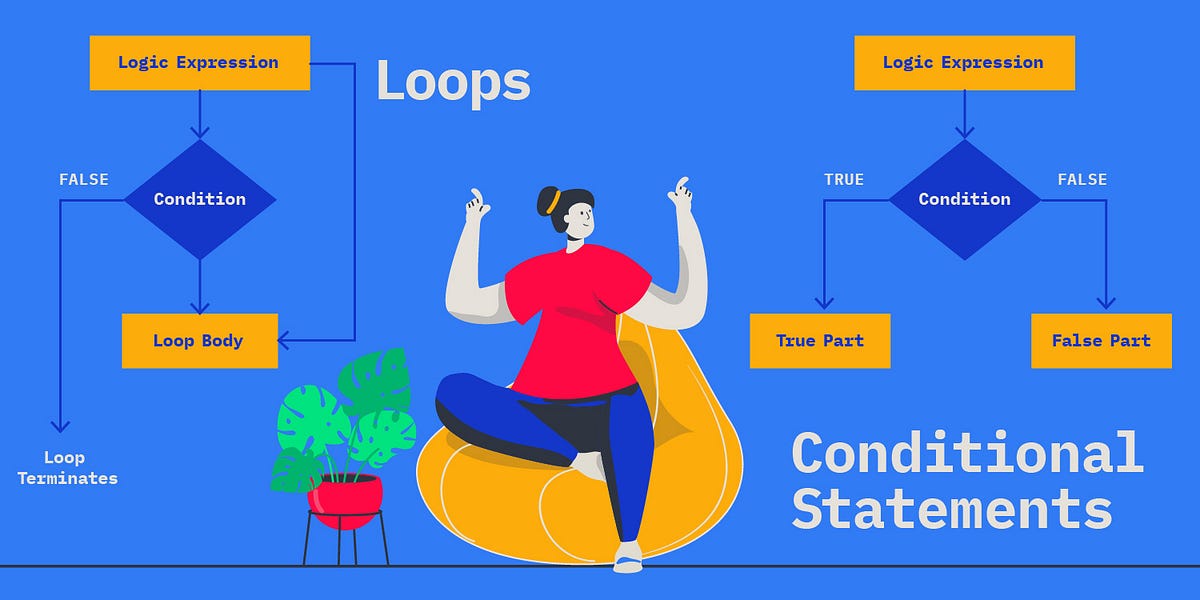 Loops
Logic Expression
Condition
FALSE
Loop Body
Loop
Terminates
Logic Expression
Condition
TRUE
FALSE
True Part
False Part
Conditional
Statements